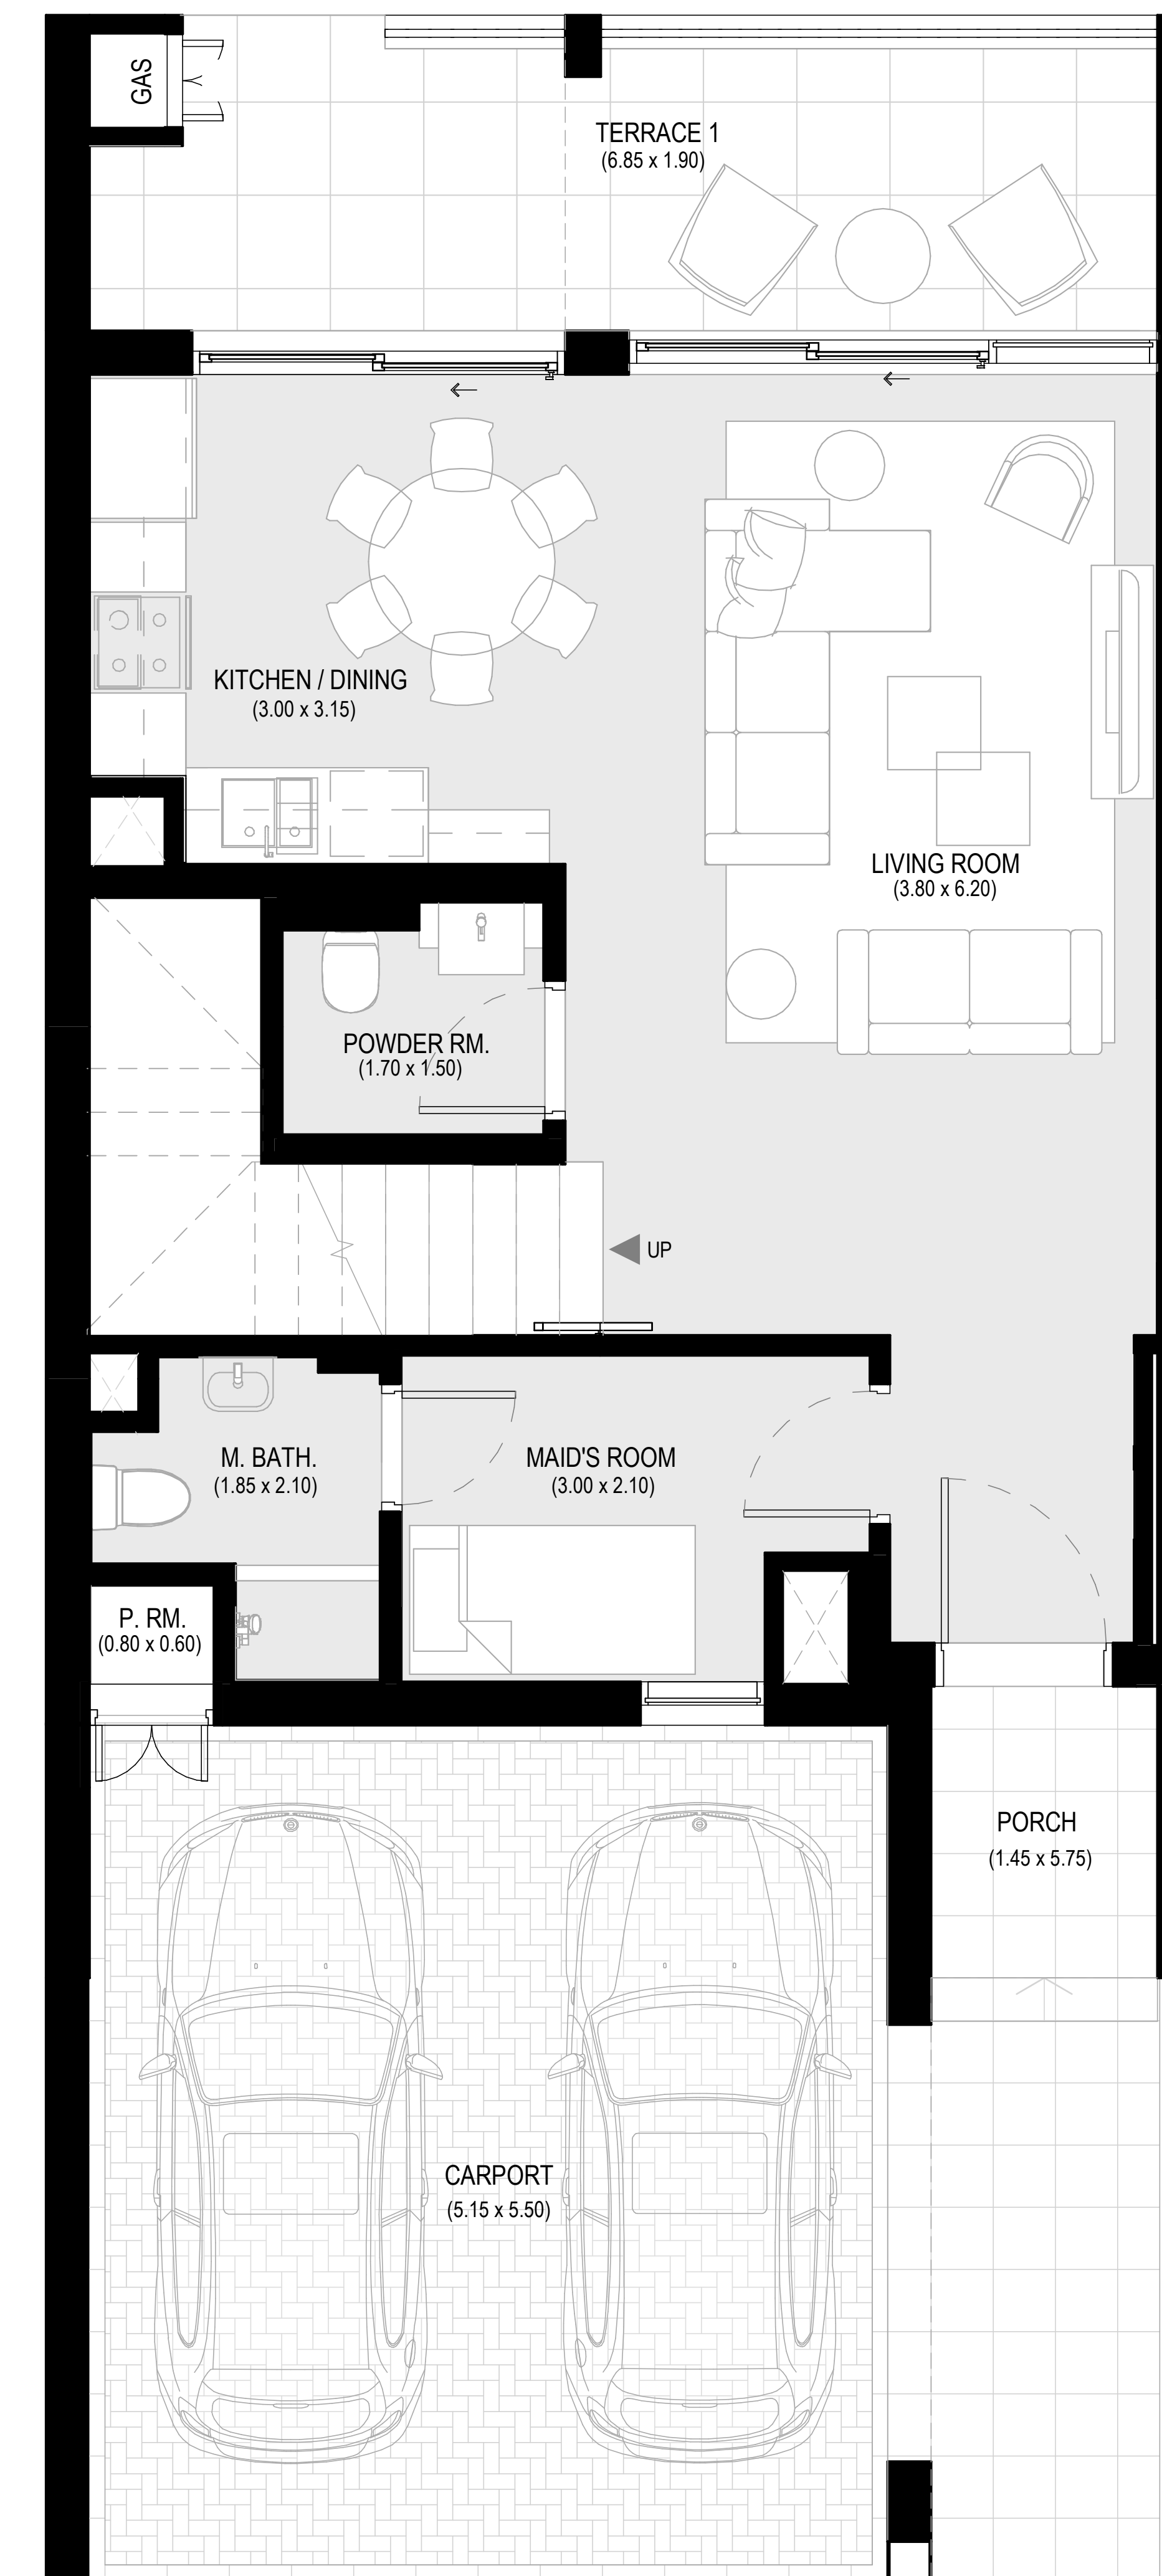 GAS
TERRACE 1
(6.85 x 1.90)
KITCHEN / DINING
(3.00 x 3.15)
LIVING ROOM
(3.80 x 6.20)
POWDER RM.
(1.70 x 1.50)
UP
M. BATH.
(1.85 x 2.10)
MAID'S ROOM
(3.00 x 2.10)
P. RM.
(0.80 x 0.60)
PORCH
(1.45 x 5.75)
CARPORT
(5.15 x 5.50)